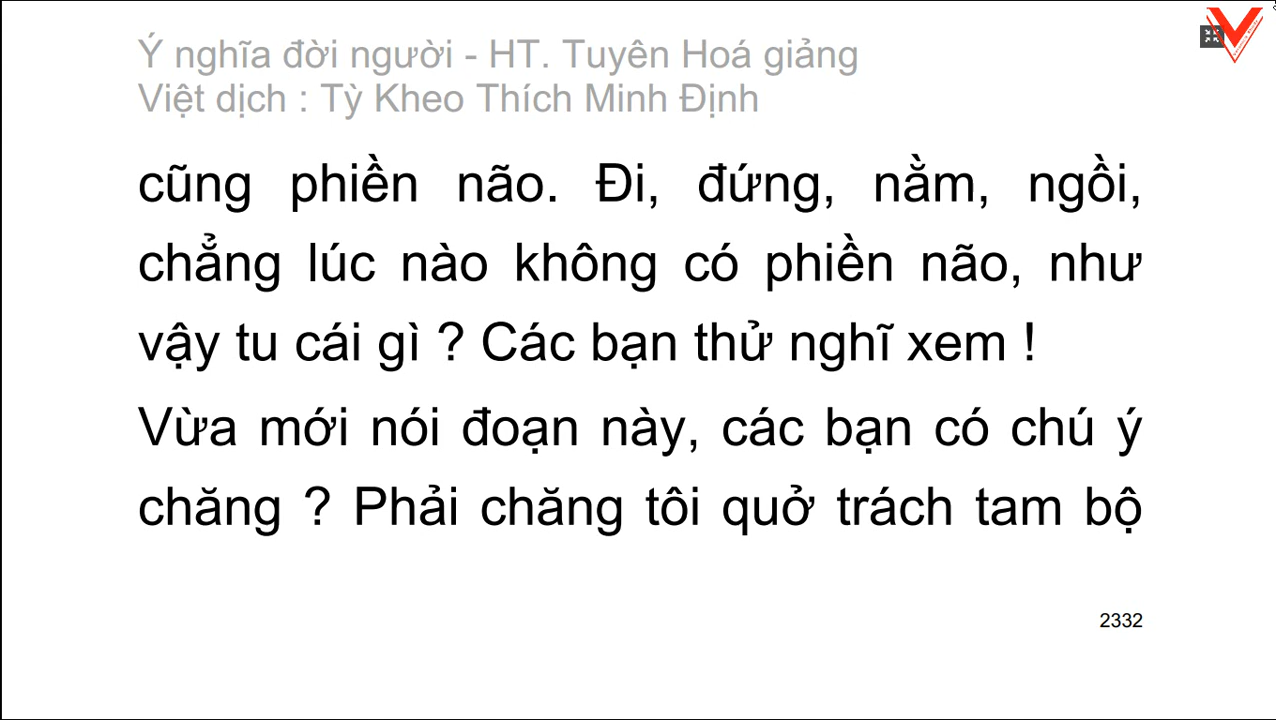 Ý nghĩa đời người - HT. Tuyên Hoá giảng
Việt dịch : Tỳ Kheo Thích Minh Định
cũng phiền não. Đi, đứng, nằm, ngồi,
chẳng lúc nào không có phiền não, như
vậy tu cái gì ? Các bạn thử nghĩ xem !
Vừa mới nói đoạn này, các bạn có chú ý
chăng ? Phải chăng tôi quở trách tam bộ
2332